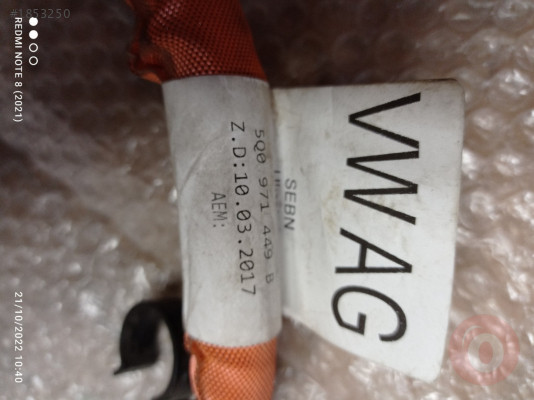 #1853250
REDMI NOTE 8 (2021)
21/10/2022 10:40
VWAG
SEBN
5Q0 971 449 B
Z.D:10.03.2017
AEM: